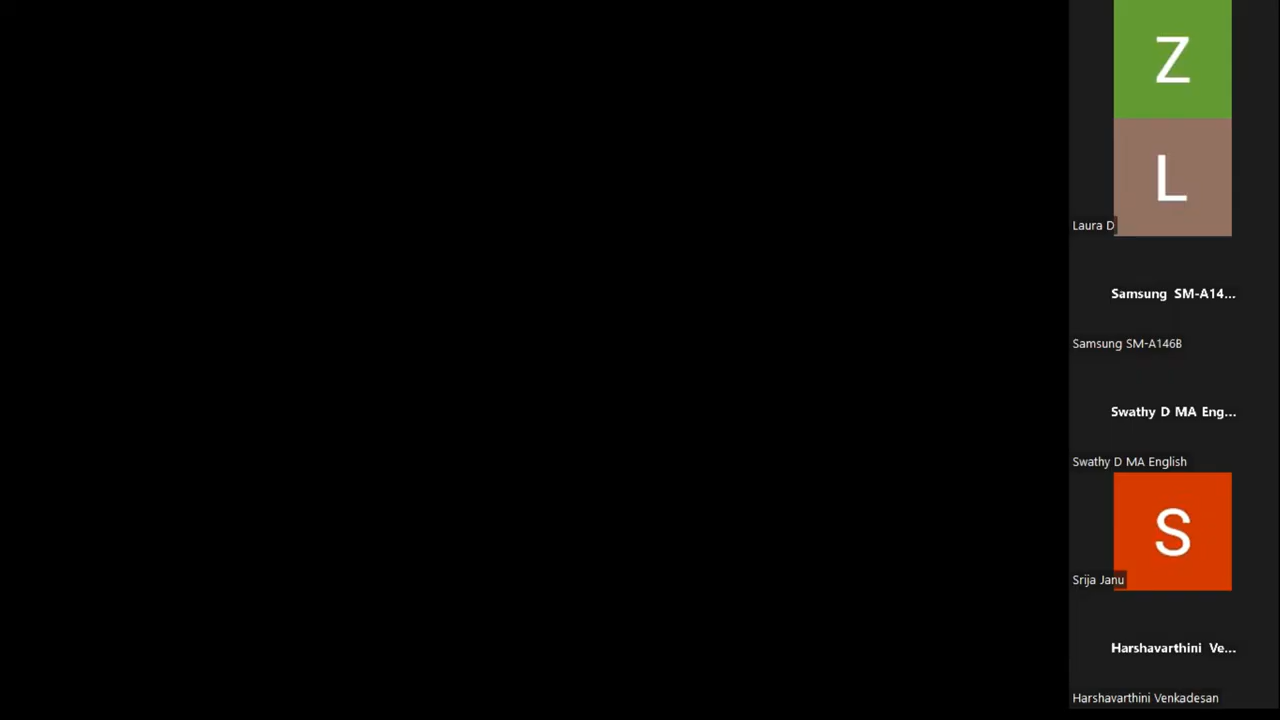 Z
L
Laura D
Samsung SM-A14...
Samsung SM-A146B
Swathy D MA Eng...
Swathy D MA English
S
Srija Janu
Harshavarthini Ve...
Harshavarthini Venkadesan